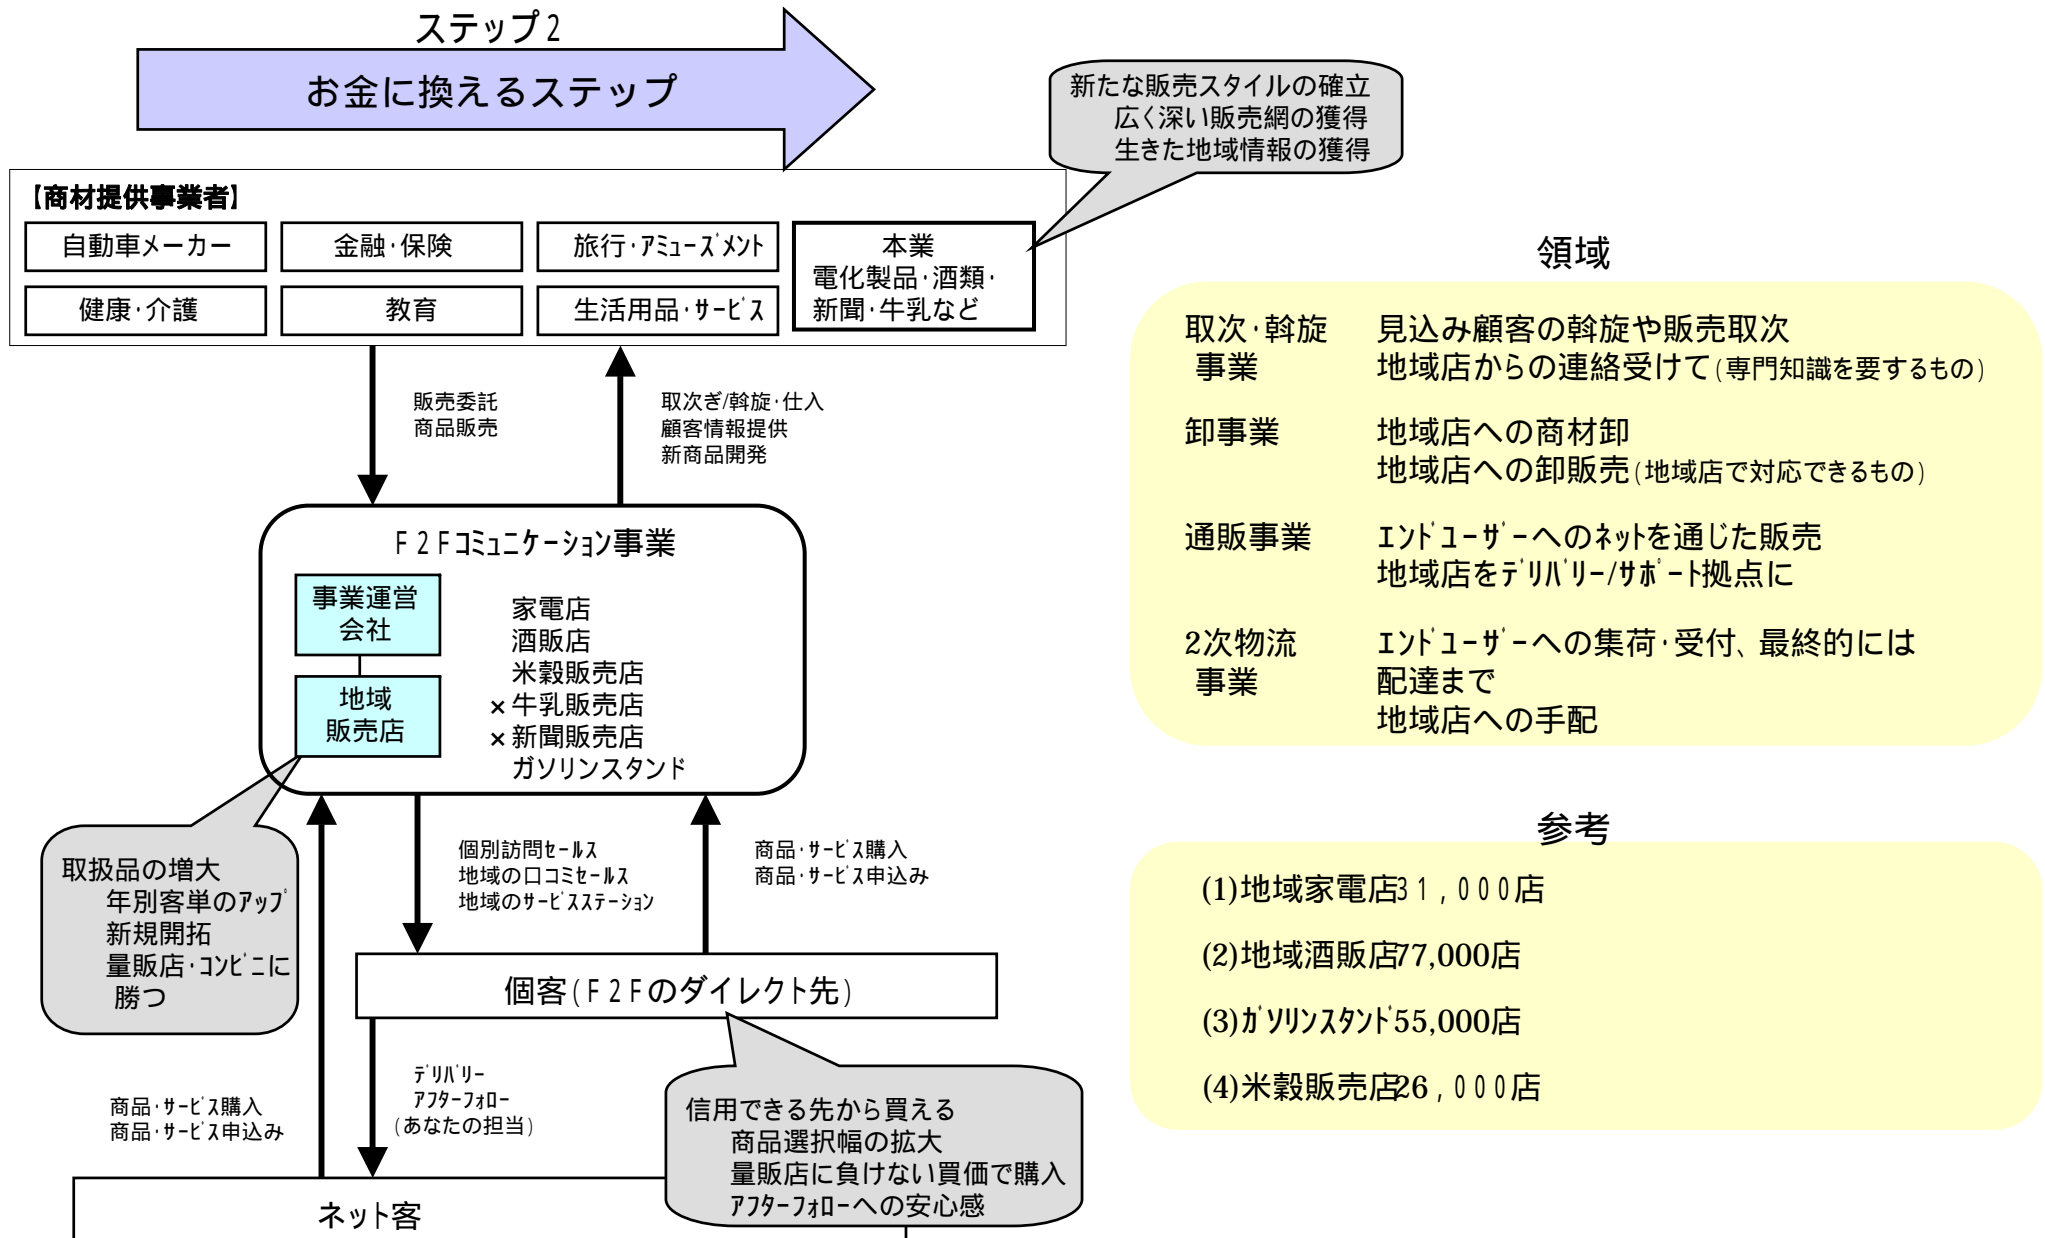 ステップ2
お金に換えるステップ
新たな販売スタイルの確立
広く深い販売網の獲得
生きた地域情報の獲得
【商材提供事業者】
自動車メーカー
金融・保険
旅行・ｱﾐｭｰｽﾞﾒﾝﾄ
本業
電化製品・酒類・
新聞・牛乳など
健康・介護
教育
生活用品・ｻｰﾋﾞｽ
販売委託
商品販売
取次ぎ/斡旋・仕入
顧客情報提供
新商品開発
F2Fｺﾐｭﾆｹｰｼｮﾝ事業
事業運営
会社
地域
販売店
家電店
酒販店
米穀販売店
×牛乳販売店
×新聞販売店
ガソリンスタンド
取扱品の増大
年別客単のｱｯﾌﾟ
新規開拓
量販店・ｺﾝﾋﾞﾆに
勝つ
個別訪問ｾｰﾙｽ
地域の口コミｾｰﾙｽ
地域のｻｰﾋﾞｽｽﾃｰｼｮﾝ
商品・ｻｰﾋﾞｽ購入
商品・ｻｰﾋﾞｽ申込み
個客(F2Fのダイレクト先)
ﾃﾞﾘﾊﾞﾘｰ
ｱﾌﾀｰﾌｫﾛｰ
(あなたの担当)
商品・ｻｰﾋﾞｽ購入
商品・ｻｰﾋﾞｽ申込み
信用できる先から買える
商品選択幅の拡大
量販店に負けない買価で購入
ｱﾌﾀｰﾌｫﾛｰへの安心感
ネット客
領域
取次・斡旋 見込み顧客の斡旋や販売取次
事業 地域店からの連絡受けて(専門知識を要するもの)
卸事業 地域店への商材卸
地域店への卸販売(地域店で対応できるもの)
通販事業 ｴﾝﾄﾞﾕｰｻﾞｰへのﾈｯﾄを通じた販売
地域店をﾃﾞﾘﾊﾞﾘｰ/ｻﾎﾟｰﾄ拠点に
2次物流 ｴﾝﾄﾞﾕｰｻﾞｰへの集荷・受付、最終的には
事業 配達まで
地域店への手配
参考
(1)地域家電店31,000店
(2)地域酒販店77,000店
(3)ｶﾞｿﾘﾝｽﾀﾝﾄﾞ55,000店
(4)米穀販売店26,000店